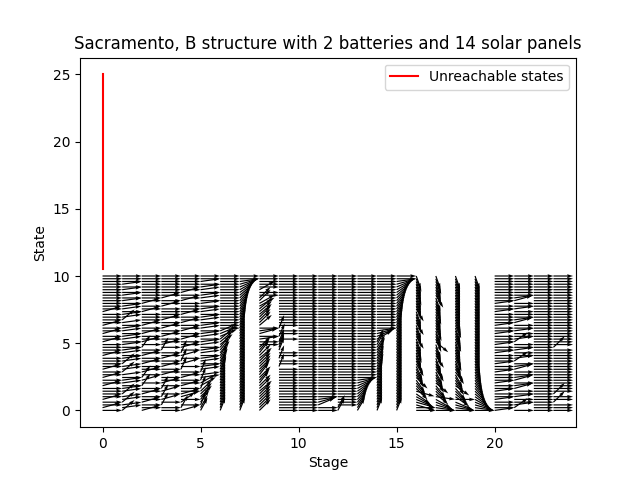 Sacramento, B structure with 2 batteries and 14 solar panels
Unreachable states
25
20
15
10
5
0
State
0 5 10 15 20
Stage